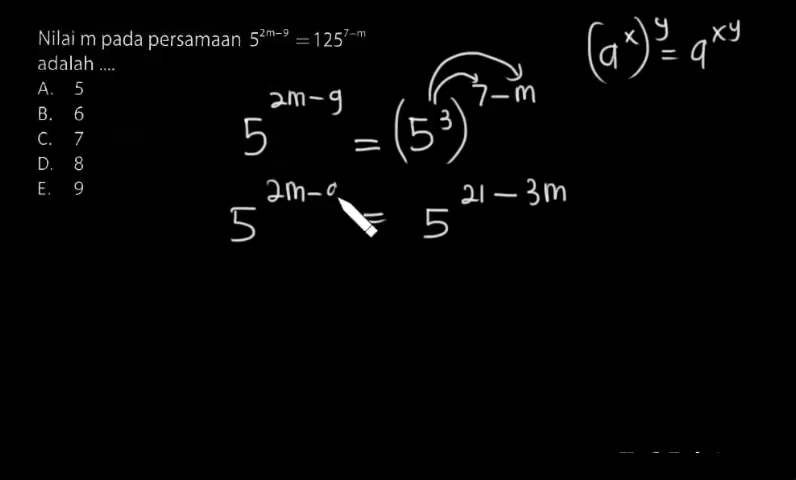 Nilai m pada persamaan 5^{2m-9} = 125^{7-m}
adalah ....
A. 5
B. 6
C. 7
D. 8
E. 9
(a^x)^y = a^{xy}
5^{2m-9} = (5^3)^{7-m}
5^{2m-} = 5^{21-3m}